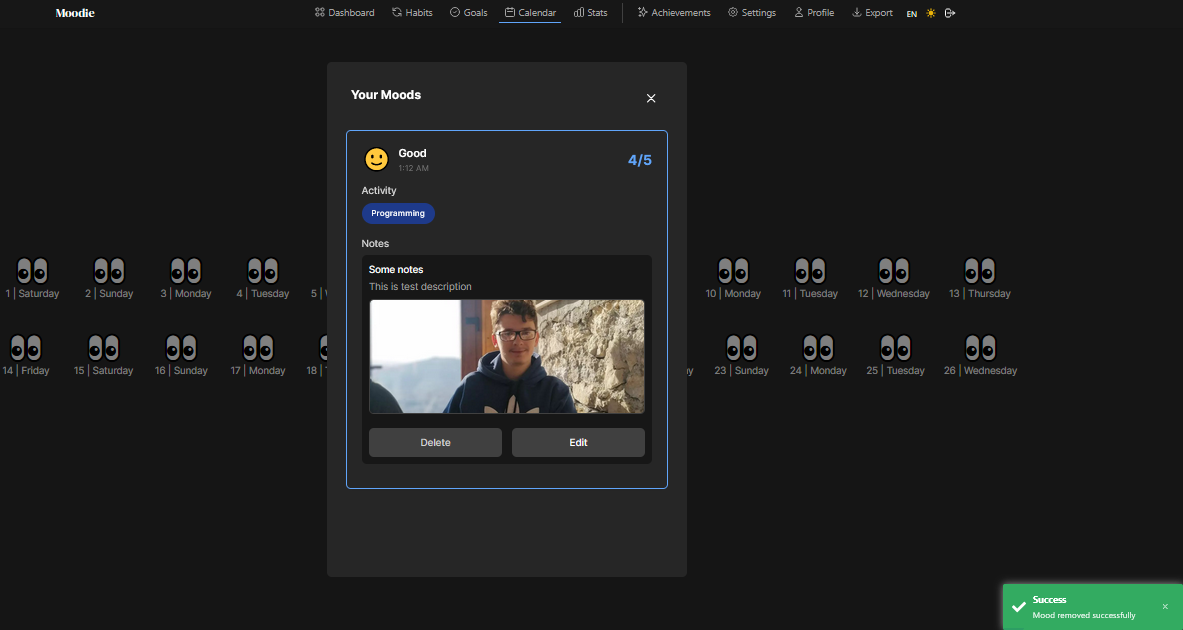 Moodie
Dashboard
Habits
Goals
Calendar
Stats
Achievements
Settings
Profile
Export
EN
Your Moods
Good
1:12 AM
4/5
Activity
Programming
Notes
Some notes
This is test description
Delete
Edit
1 | Saturday
2 | Sunday
3 | Monday
4 | Tuesday
5 |
10 | Monday
11 | Tuesday
12 | Wednesday
13 | Thursday
14 | Friday
15 | Saturday
16 | Sunday
17 | Monday
18 |
23 | Sunday
24 | Monday
25 | Tuesday
26 | Wednesday
Success
Mood removed successfully